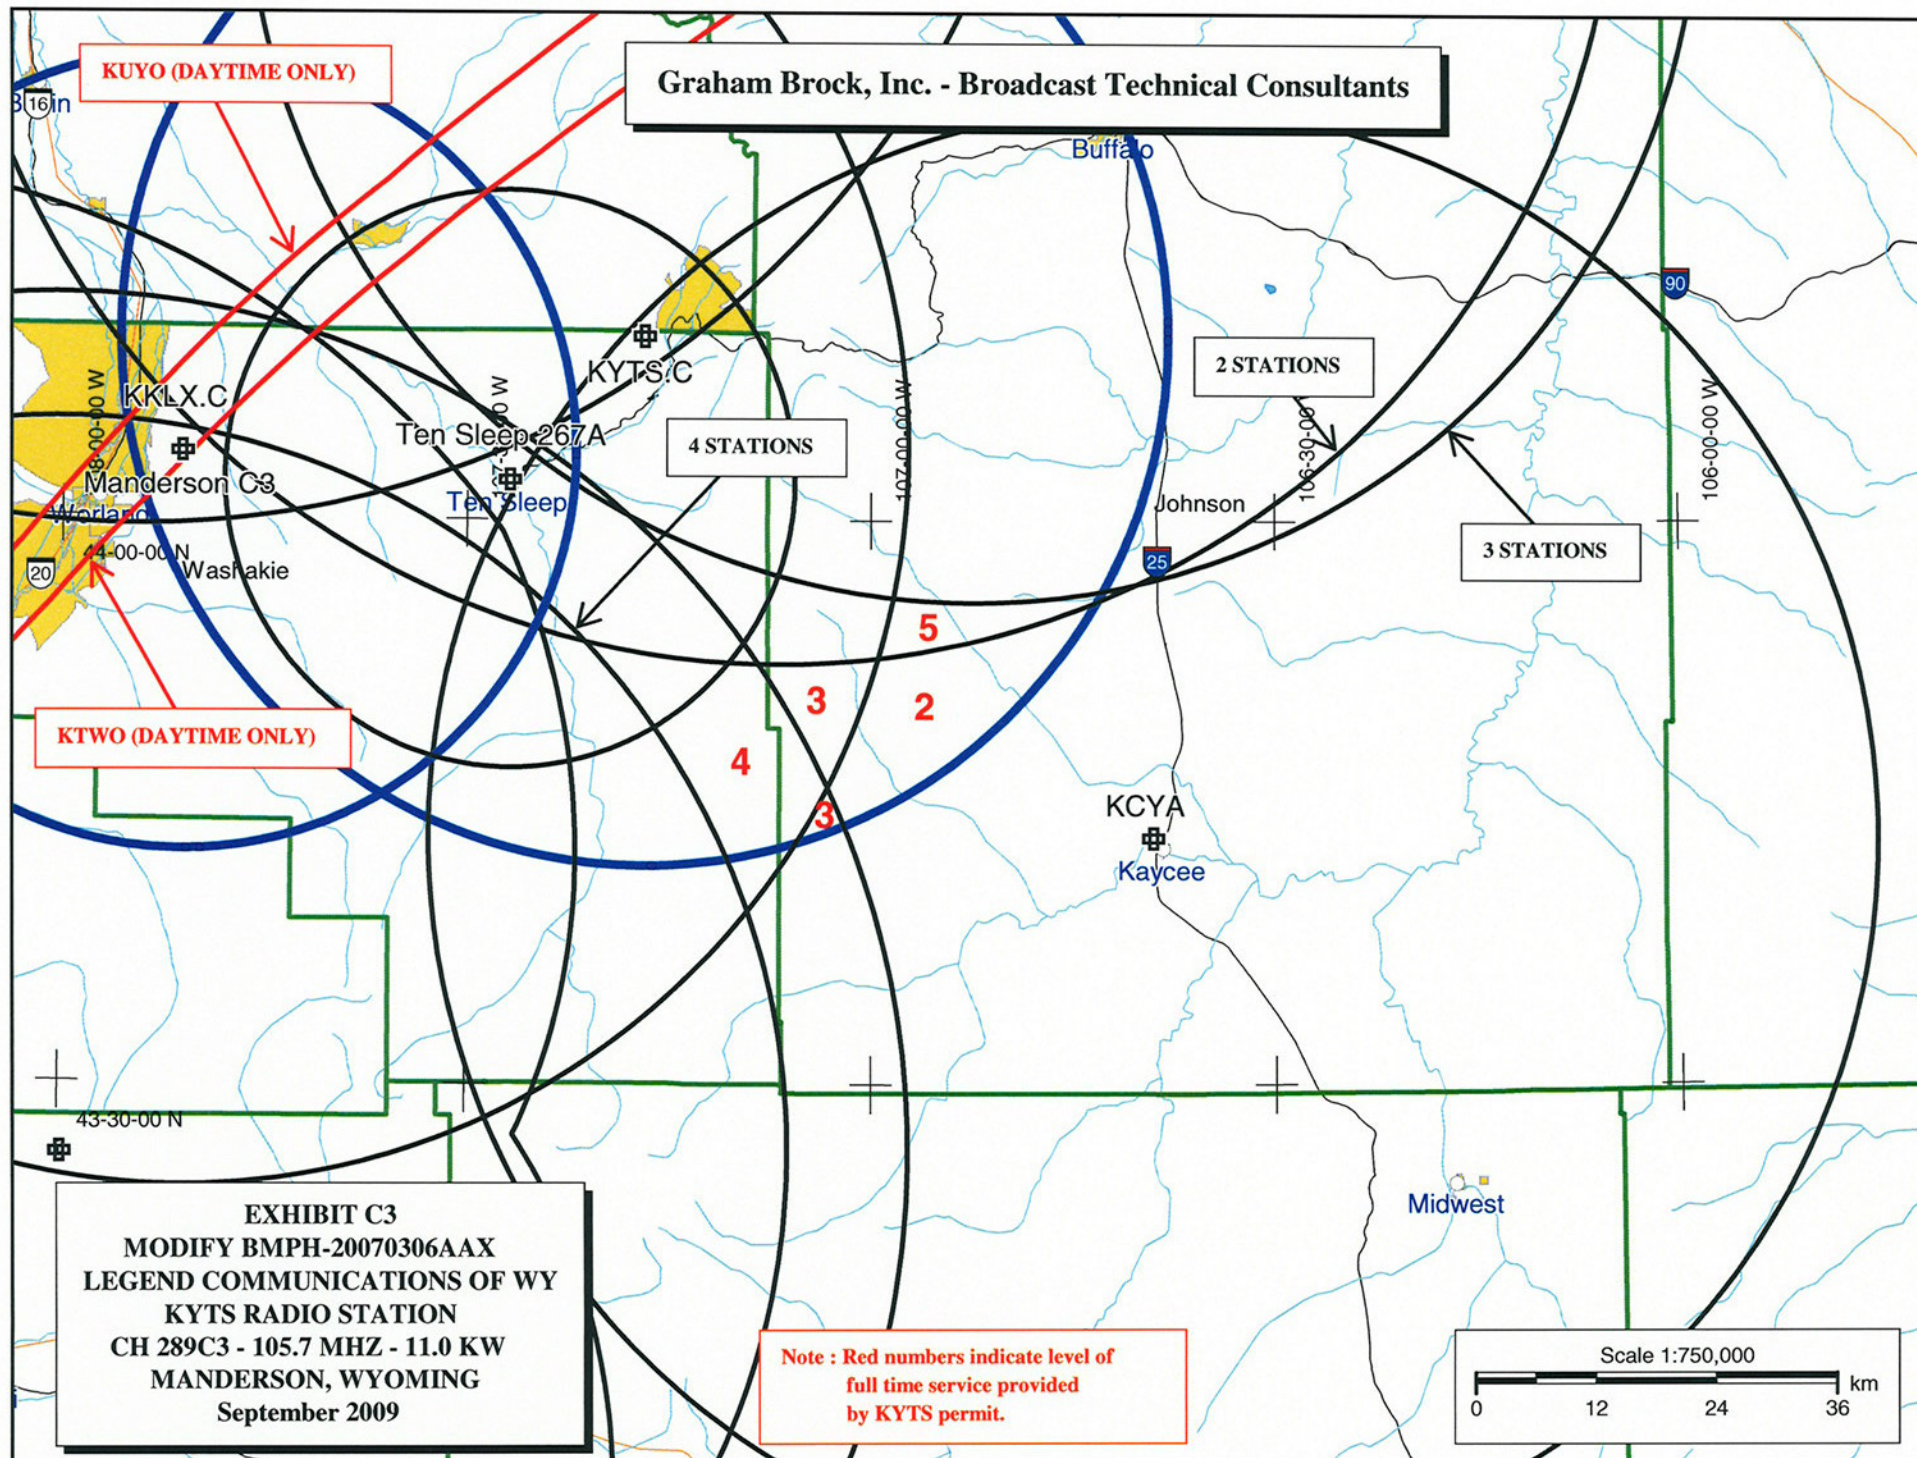 KUYO (DAYTIME ONLY)
Graham Brock, Inc. - Broadcast Technical Consultants
16
Buffalo
90
2 STATIONS
KYTS.C
KKLX.C
Ten Sleep 267A
4 STATIONS
107-00-00 W
106-30-00
106-00-00 W
Manderson C3
Ten Sleep
Johnson
Worland
44-00-00 N
Washakie
20
25
3 STATIONS
5
3
2
KTWO (DAYTIME ONLY)
4
3
KCYA
Kaycee
43-30-00 N
Midwest
EXHIBIT C3
MODIFY BMPH-20070306AAX
LEGEND COMMUNICATIONS OF WY
KYTS RADIO STATION
CH 289C3 - 105.7 MHZ - 11.0 KW
MANDERSON, WYOMING
September 2009
Note : Red numbers indicate level of
full time service provided
by KYTS permit.
Scale 1:750,000
km
0 12 24 36